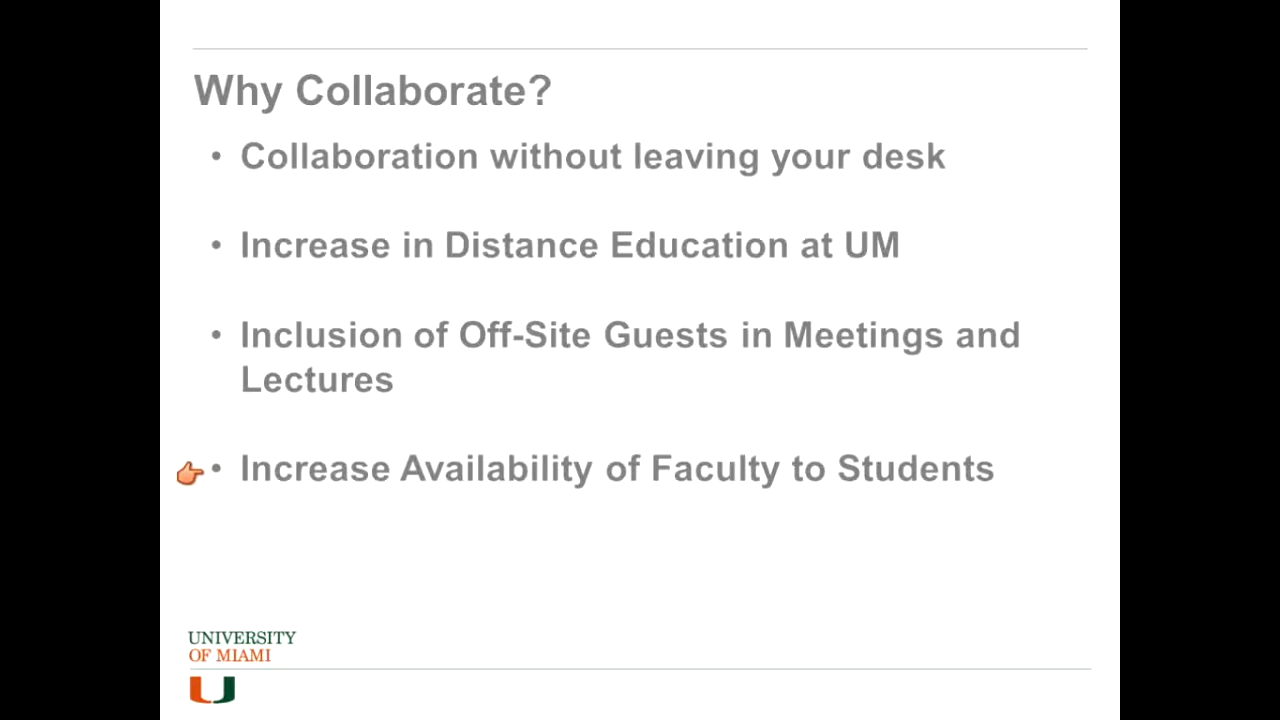 Why Collaborate?
• Collaboration without leaving your desk
• Increase in Distance Education at UM
• Inclusion of Off-Site Guests in Meetings and
Lectures
• Increase Availability of Faculty to Students
UNIVERSITY
OF MIAMI
U